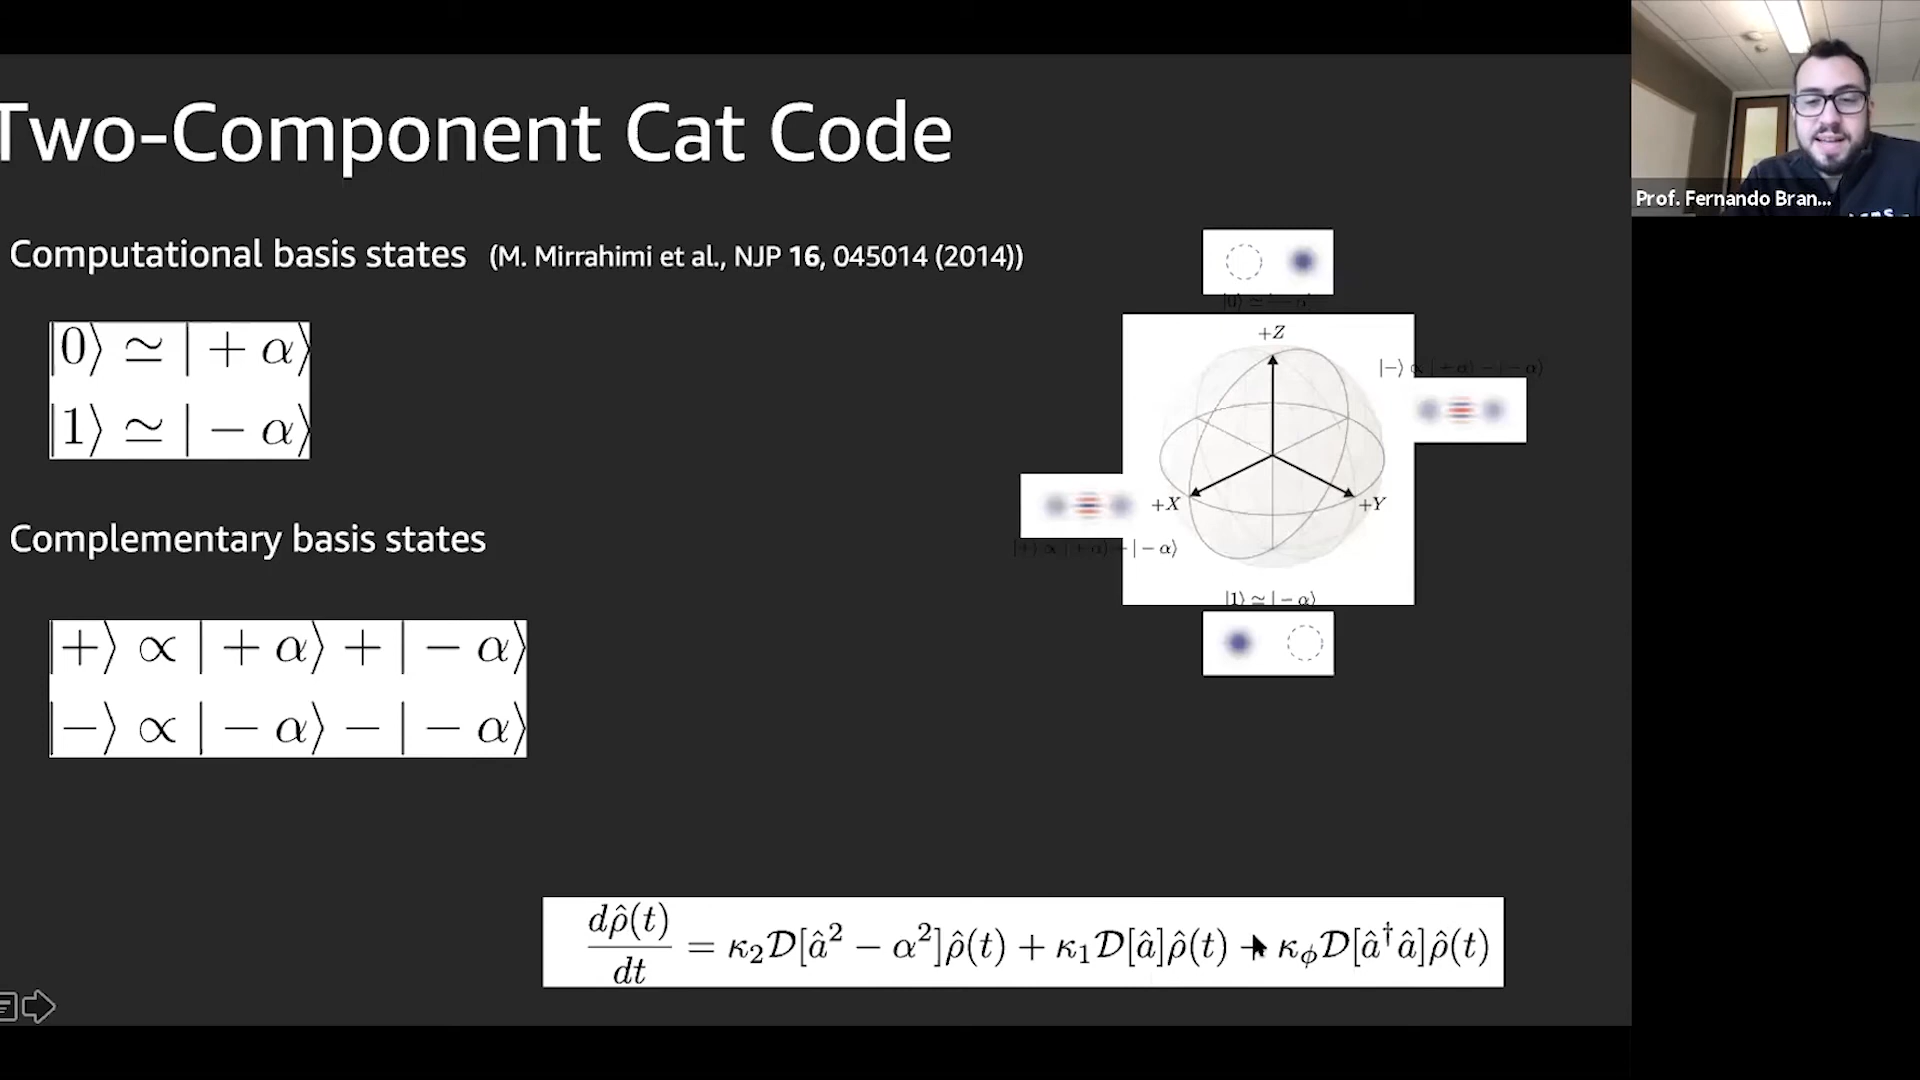 Two-Component Cat Code
Prof. Fernando Bran...
Computational basis states (M. Mirrahimi et al., NJP 16, 045014 (2014))
|0⟩ ≃ | + α⟩
|1⟩ ≃ | − α⟩
Complementary basis states
|+⟩ ∝ | + α⟩ + | − α⟩
|−⟩ ∝ | − α⟩ − | − α⟩
+Z
|−⟩ ∝ | + α⟩ − | − α⟩
+X
+Y
|+⟩ ∝ | + α⟩ + | − α⟩
|1⟩ ≃ | − α⟩
dρ̂(t)/dt = κ₂𝒟[â² − α²]ρ̂(t) + κ₁𝒟[â]ρ̂(t) + κ_ϕ𝒟[â†â]ρ̂(t)